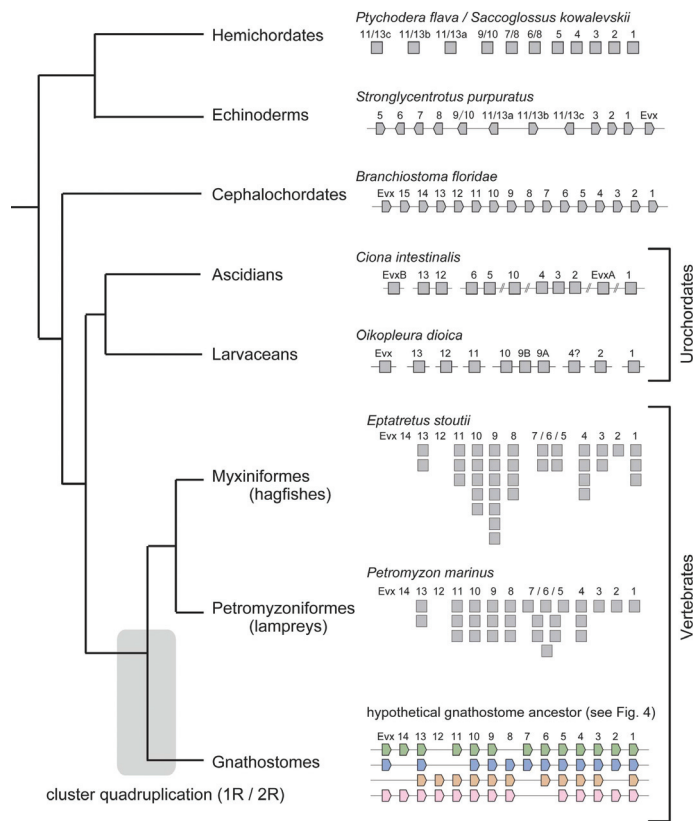 Ptychodera flava / Saccoglossus kowalevskii
Hemichordates
11/13c 11/13b 11/13a 9/10 7/8 6/8 5 4 3 2 1
Stronglycentrotus purpuratus
Echinoderms
5 6 7 8 9/10 11/13a 11/13b 11/13c 3 2 1 Evx
Branchiostoma floridae
Cephalochordates
Evx 15 14 13 12 11 10 9 8 7 6 5 4 3 2 1
Ciona intestinalis
Ascidians
EvxB 13 12 6 5 10 4 3 2 EvxA 1
// // // //
Oikopleura dioica
Larvaceans
Evx 13 12 11 10 9B 9A 4? 2 1
Urochordates
Eptatretus stoutii
Evx 14 13 12 11 10 9 8 7 / 6 / 5 4 3 2 1
Myxiniformes
(hagfishes)
Petromyzon marinus
Evx 14 13 12 11 10 9 8 7 / 6 / 5 4 3 2 1
Petromyzoniformes
(lampreys)
Vertebrates
hypothetical gnathostome ancestor (see Fig. 4)
Evx 14 13 12 11 10 9 8 7 6 5 4 3 2 1
Gnathostomes
cluster quadruplication (1R / 2R)